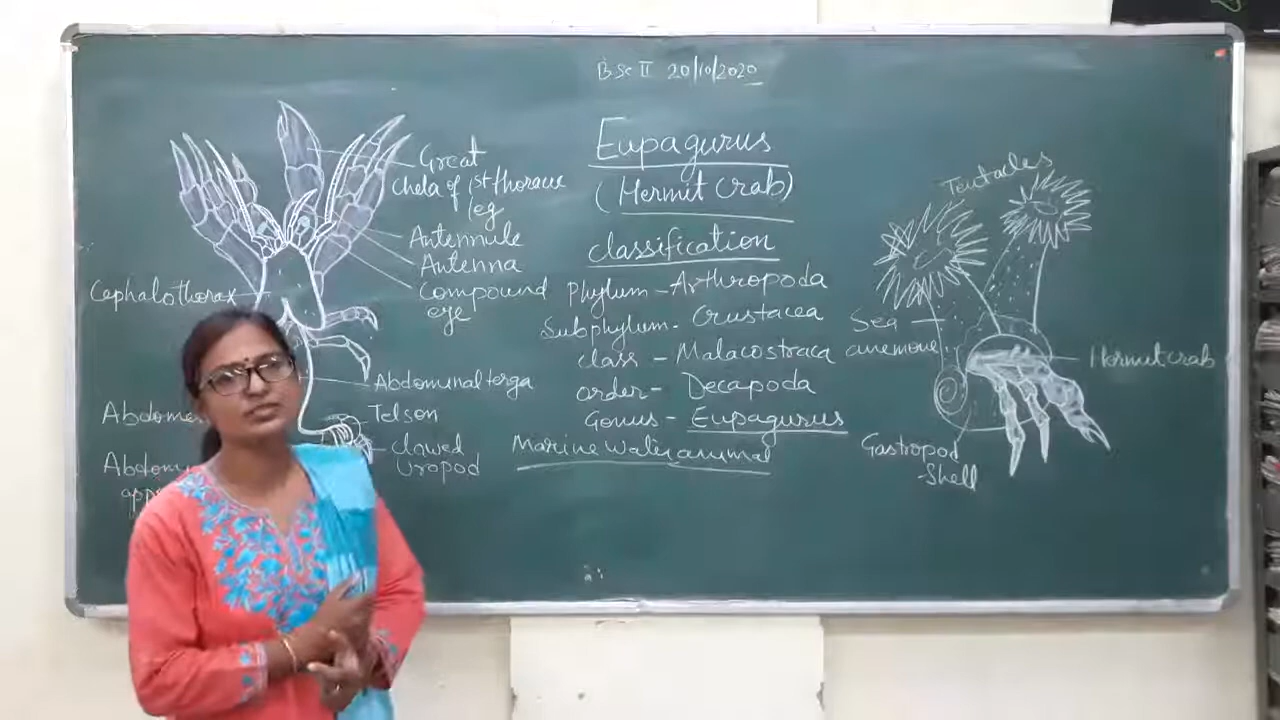 BSc II 20/10/2020
Eupagurus
(Hermit Crab)
classification
Phylum - Arthropoda
Subphylum - Crustacea
class - Malacostraca
order - Decapoda
Genus - Eupagurus
Marine water animal
Great
Chela of 1st thoracic
leg
Antennule
Antenna
Compound
eye
Cephalothorax
Abdominal terga
Telson
Clawed
Uropod
Tentacles
Sea
anemone
Hermit crab
Gastropod
Shell